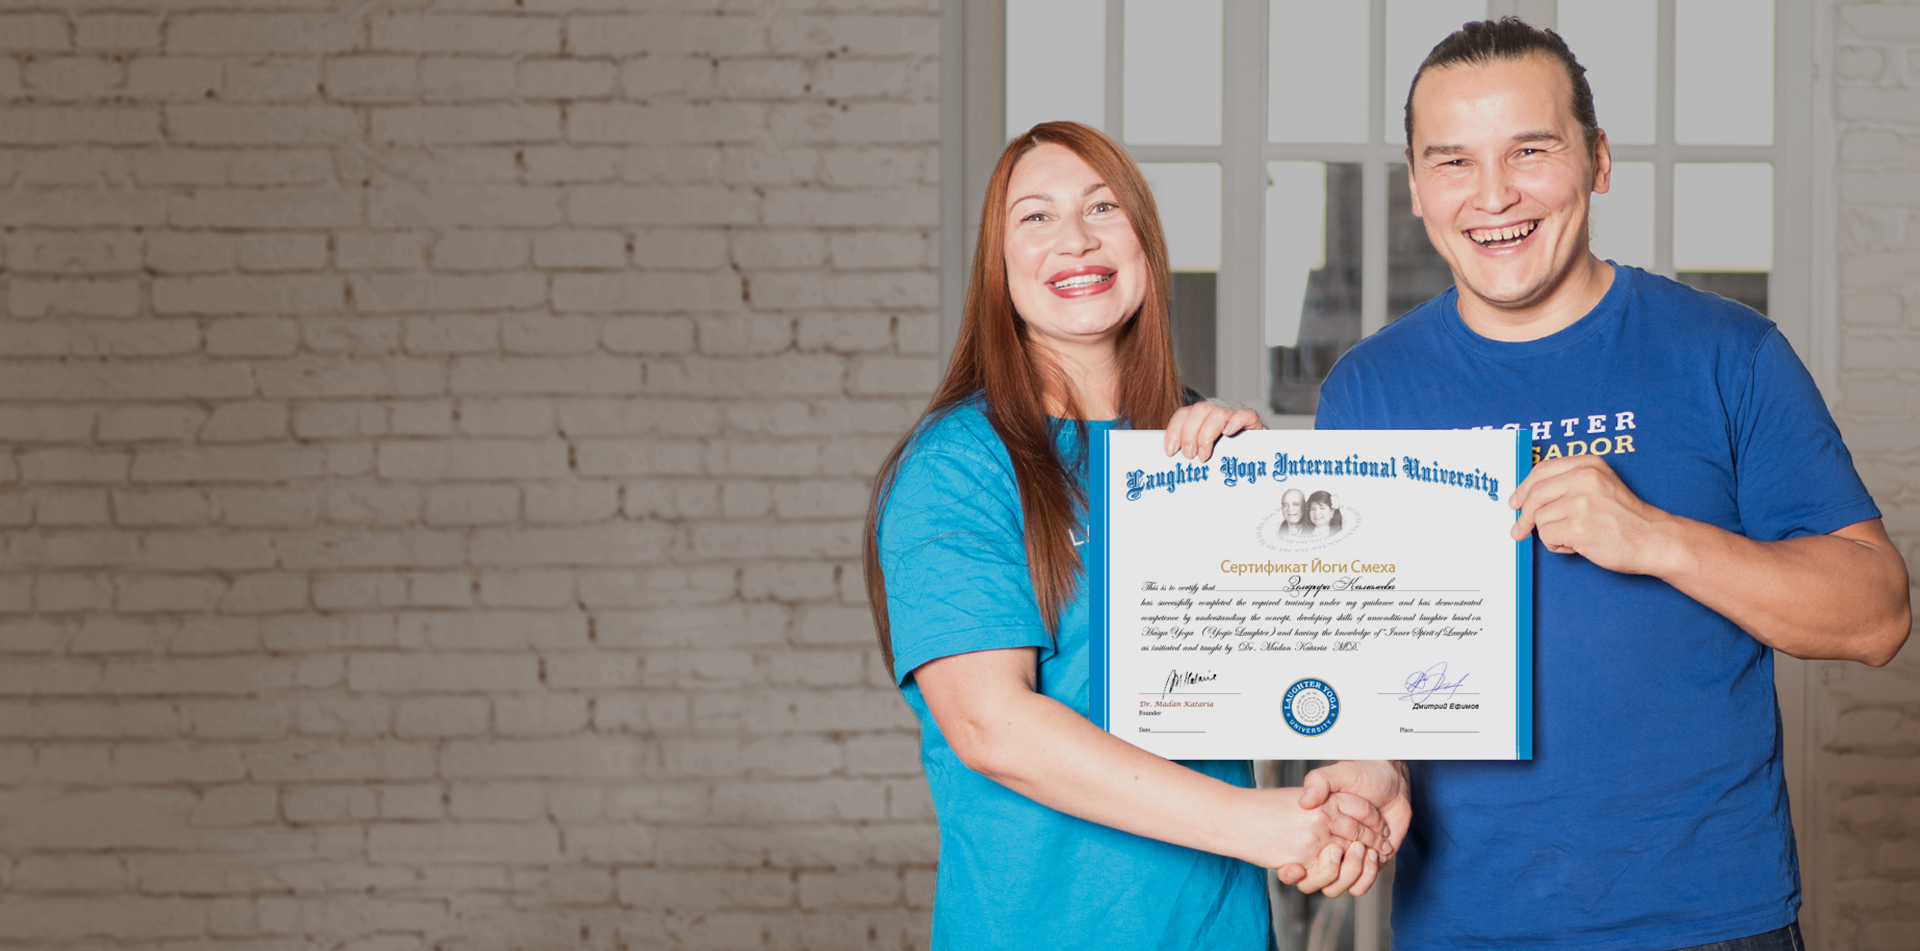 HTER
SADOR
L
Laughter Yoga International University
Сертификат Йоги Смеха
This is to certify that
has successfully completed the required training under my guidance and has demonstrated
competence by understanding the concept, developing skills of unconditional laughter based on
Hasya Yoga (Yogic Laughter) and having the knowledge of "Inner Spirit of Laughter"
as initiated and taught by Dr. Madan Kataria MD.
Dr. Madan Kataria
Founder
Date
LAUGHTER YOGA
UNIVERSITY
Дмитрий Ефимов
Place